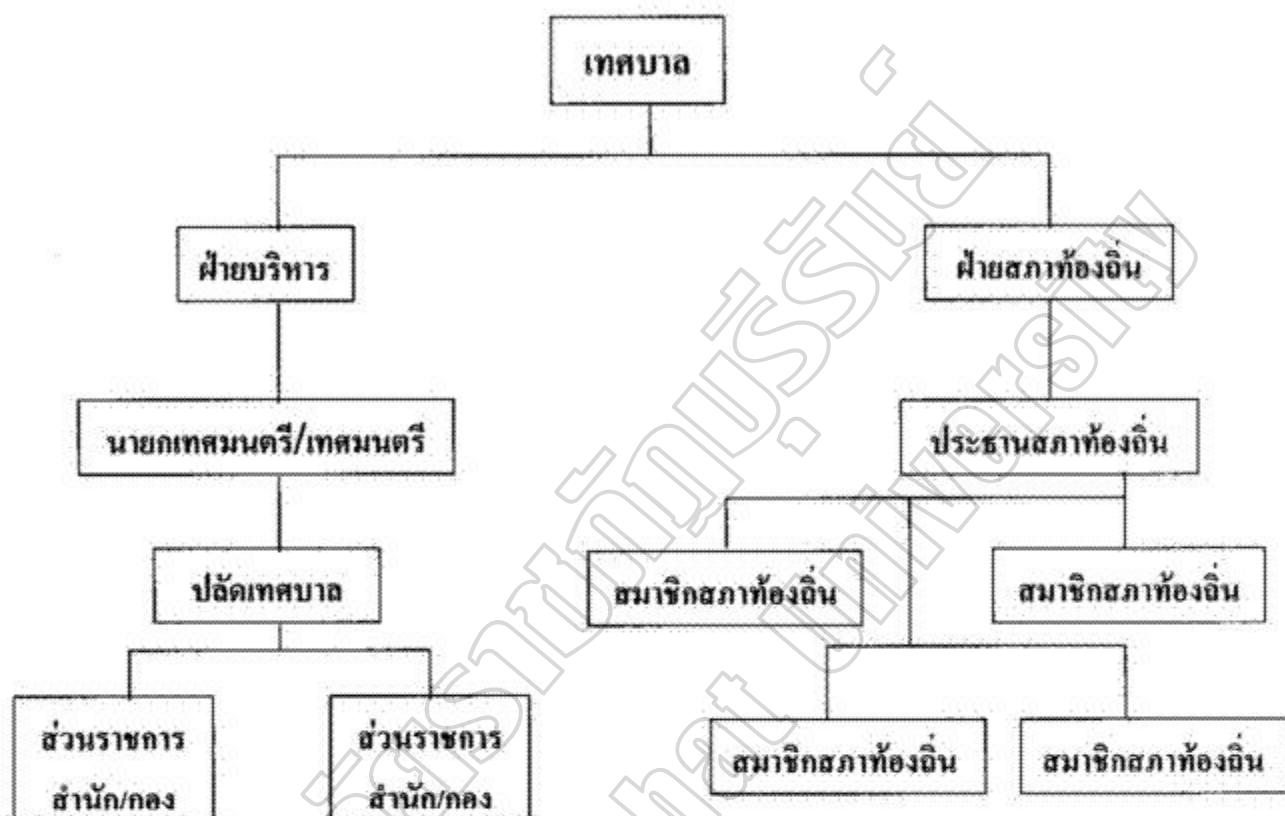 เทศบาล
ฝ่ายบริหาร
ฝ่ายสภาท้องถิ่น
นายกเทศมนตรี/เทศมนตรี
ประธานสภาท้องถิ่น
ปลัดเทศบาล
สมาชิกสภาท้องถิ่น
สมาชิกสภาท้องถิ่น
ส่วนราชการ
สำนัก/กอง
ส่วนราชการ
สำนัก/กอง
สมาชิกสภาท้องถิ่น
สมาชิกสภาท้องถิ่น
University